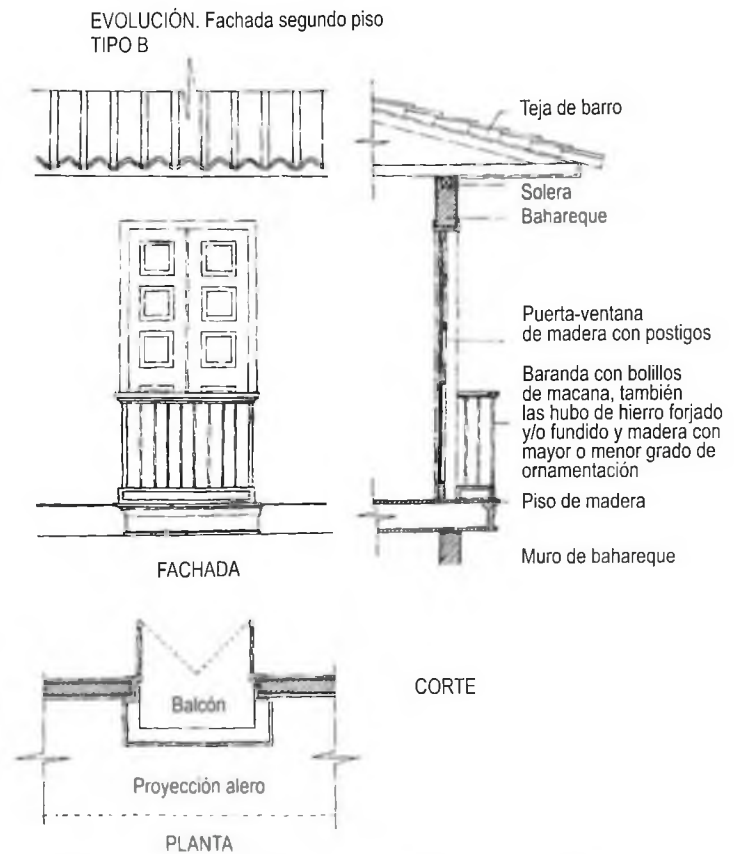 EVOLUCIÓN. Fachada segundo piso
TIPO B
Teja de barro
Solera
Bahareque
Puerta-ventana
de madera con postigos
Baranda con bolillos
de macana, también
las hubo de hierro forjado
y/o fundido y madera con
mayor o menor grado de
ornamentación
Piso de madera
Muro de bahareque
FACHADA
CORTE
Balcón
Proyección alero
PLANTA